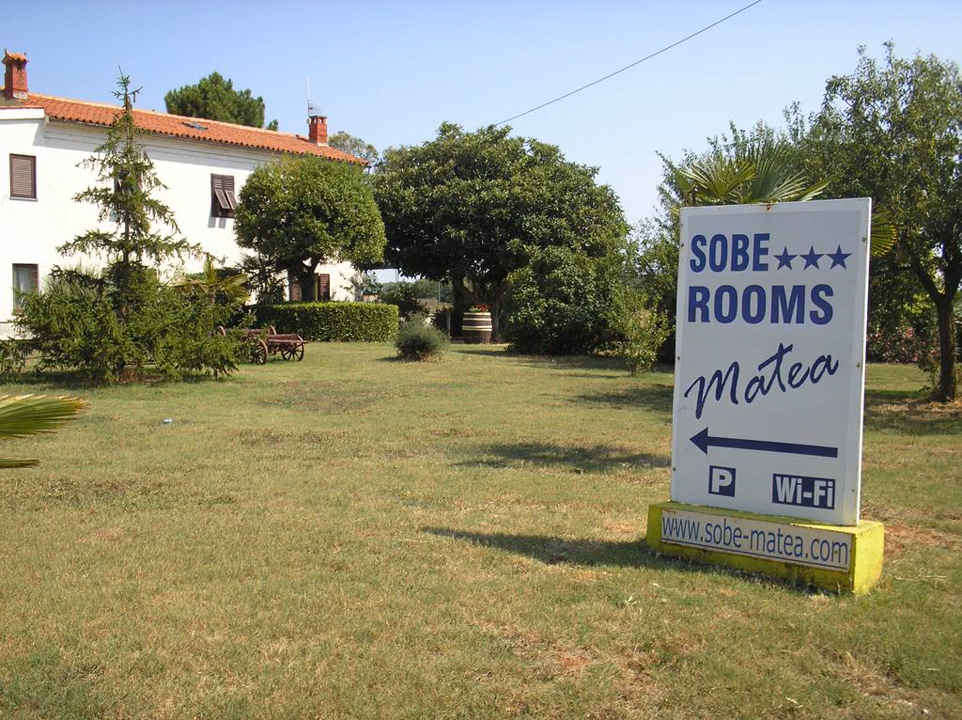 SOBE ★★★
ROOMS
Matea
←
P Wi-Fi
www.sobe-matea.com